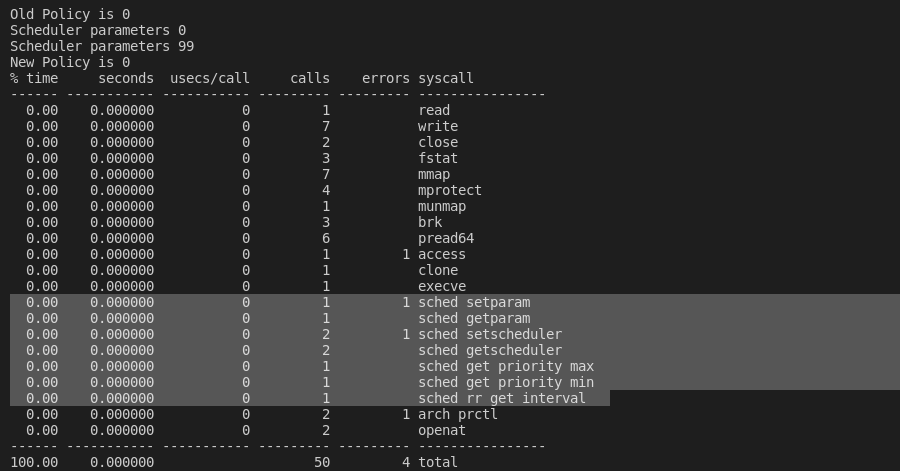 Old Policy is 0
Scheduler parameters 0
Scheduler parameters 99
New Policy is 0
% time     seconds  usecs/call     calls    errors syscall
------ ----------- ----------- --------- --------- ----------------
  0.00    0.000000           0         1           read
  0.00    0.000000           0         7           write
  0.00    0.000000           0         2           close
  0.00    0.000000           0         3           fstat
  0.00    0.000000           0         7           mmap
  0.00    0.000000           0         4           mprotect
  0.00    0.000000           0         1           munmap
  0.00    0.000000           0         3           brk
  0.00    0.000000           0         6           pread64
  0.00    0.000000           0         1         1 access
  0.00    0.000000           0         1           clone
  0.00    0.000000           0         1           execve
  0.00    0.000000           0         1         1 sched setparam
  0.00    0.000000           0         1           sched getparam
  0.00    0.000000           0         2         1 sched setscheduler
  0.00    0.000000           0         2           sched getscheduler
  0.00    0.000000           0         1           sched get priority max
  0.00    0.000000           0         1           sched get priority min
  0.00    0.000000           0         1           sched rr get interval
  0.00    0.000000           0         2         1 arch prctl
  0.00    0.000000           0         2           openat
------ ----------- ----------- --------- --------- ----------------
100.00    0.000000                    50         4 total